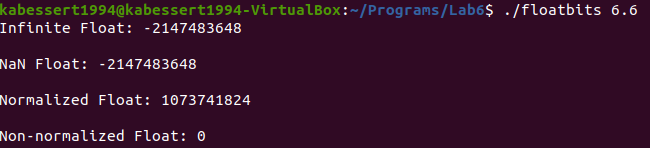 kabessert1994@kabessert1994-VirtualBox:~/Programs/Lab6$ ./floatbits 6.6
Infinite Float: -2147483648
NaN Float: -2147483648
Normalized Float: 1073741824
Non-normalized Float: 0